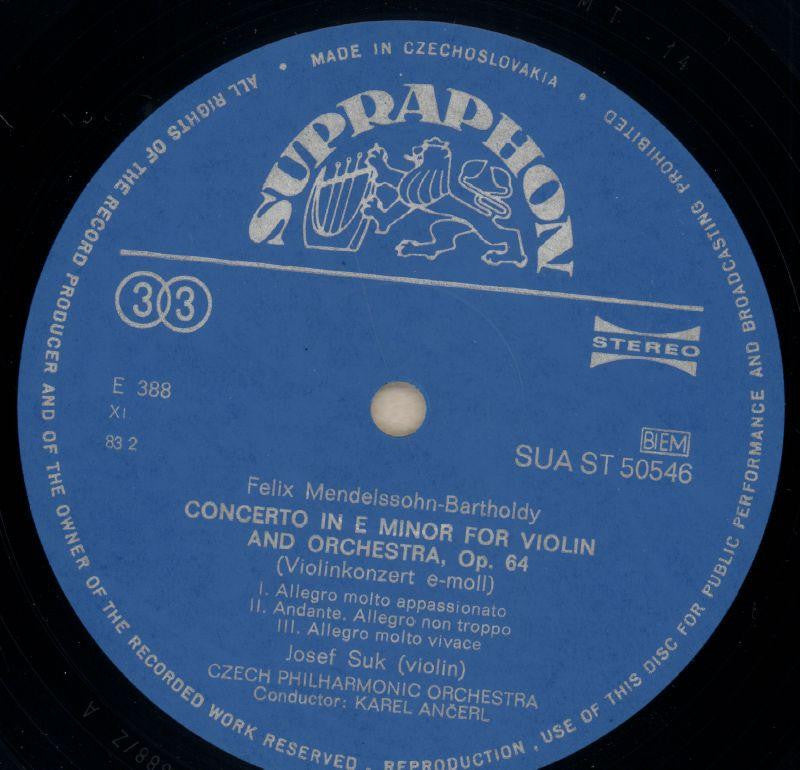 MADE IN CZECHOSLOVAKIA
SUPRAPHON
33
STEREO
E 388
XI.
83 2
BIEM
SUA ST 50546
Felix Mendelssohn-Bartholdy
CONCERTO IN E MINOR FOR VIOLIN
AND ORCHESTRA, Op. 64
(Violinkonzert e-moll)
I. Allegro molto appassionato
II. Andante. Allegro non troppo
III. Allegro molto vivace
Josef Suk (violin)
CZECH PHILHARMONIC ORCHESTRA
Conductor: KAREL ANČERL
ALL RIGHTS OF THE RECORD PRODUCER AND OF THE OWNER OF THE RECORDED WORK RESERVED. REPRODUCTION, USE OF THIS DISC FOR PUBLIC PERFORMANCE AND BROADCASTING PROHIBITED